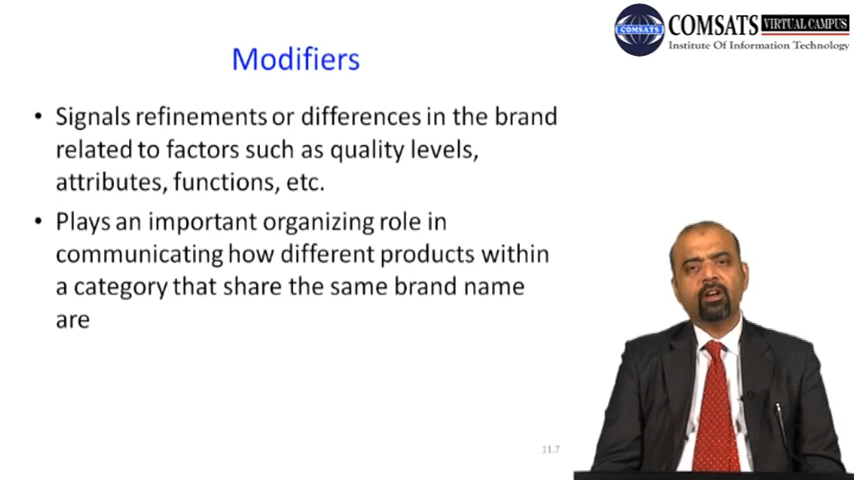 COMSATS
COMSATS VIRTUAL CAMPUS
Institute Of Information Technology
Modifiers
• Signals refinements or differences in the brand
related to factors such as quality levels,
attributes, functions, etc.
• Plays an important organizing role in
communicating how different products within
a category that share the same brand name
are
11.7